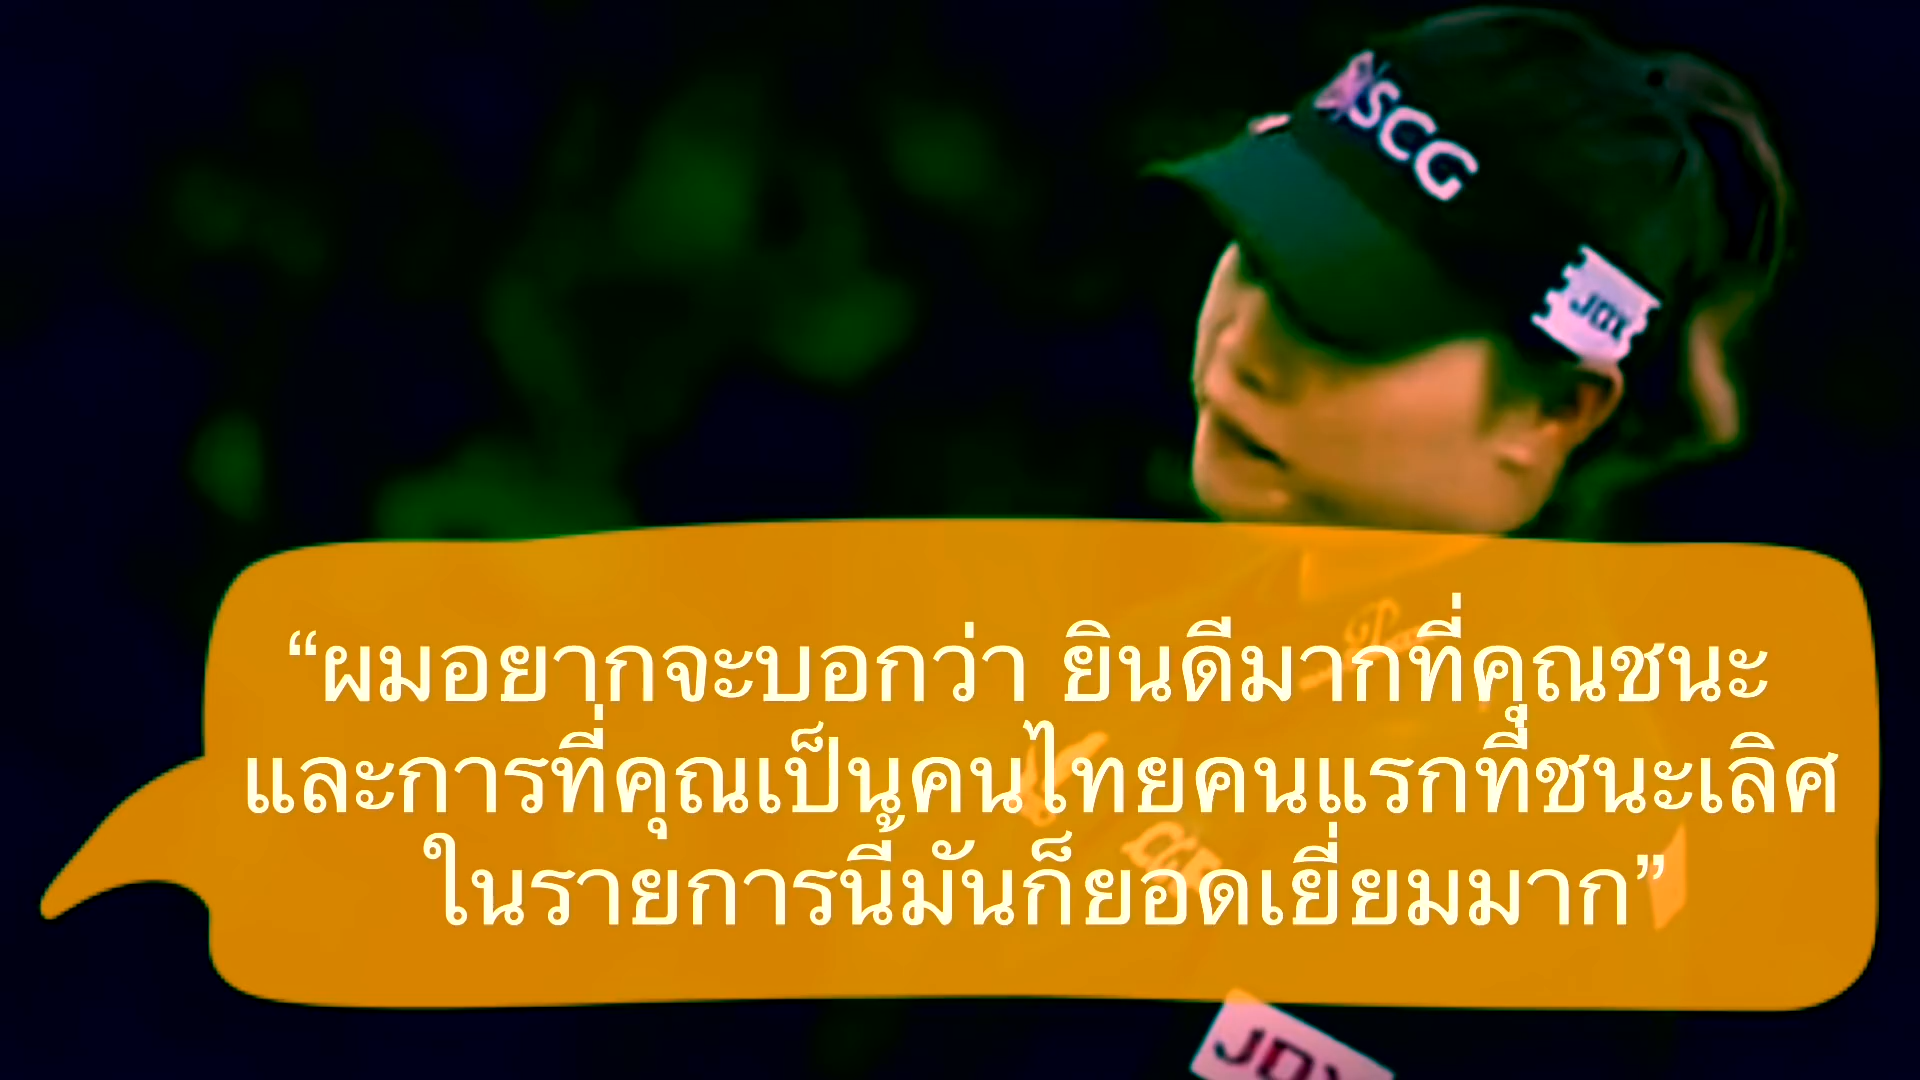 SCG
JDX
“ผมอยากจะบอกว่า ยินดีมากที่คุณชนะ
และการที่คุณเป็นคนไทยคนแรกที่ชนะเลิศ
ในรายการนี้มันก็ยอดเยี่ยมมาก”
JDX